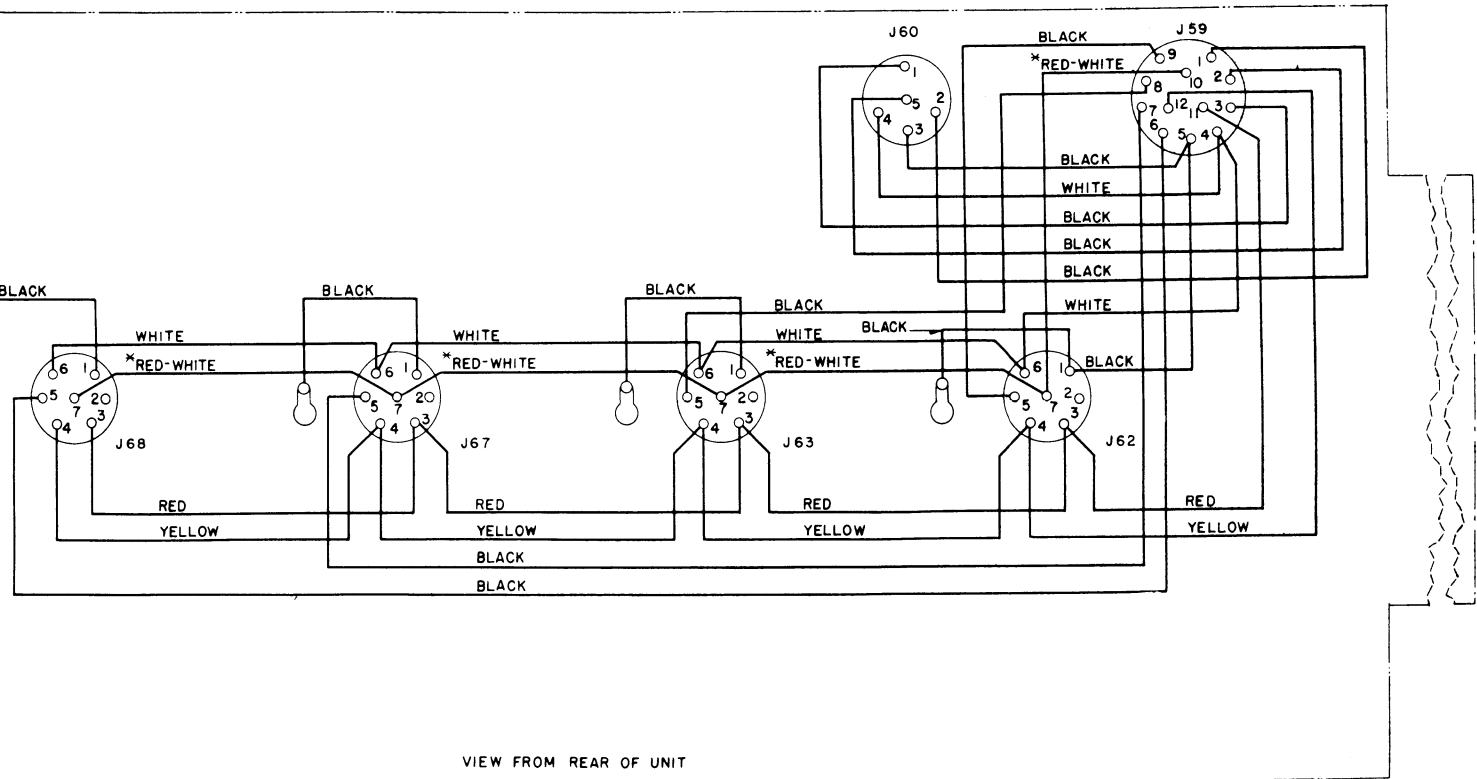 J60
J59
BLACK
*RED-WHITE
1
5
2
4
3
9
1
10
2
8
7
12
11
3
6
5
4
BLACK
WHITE
BLACK
BLACK
BLACK
BLACK
BLACK
BLACK
BLACK
WHITE
WHITE
WHITE
WHITE
BLACK
*RED-WHITE
*RED-WHITE
*RED-WHITE
BLACK
6
1
5
7
2
4
3
J68
6
1
5
7
2
4
3
J67
6
1
5
7
2
4
3
J63
6
1
5
7
2
4
3
J62
RED
RED
RED
RED
YELLOW
YELLOW
YELLOW
YELLOW
BLACK
BLACK
VIEW FROM REAR OF UNIT